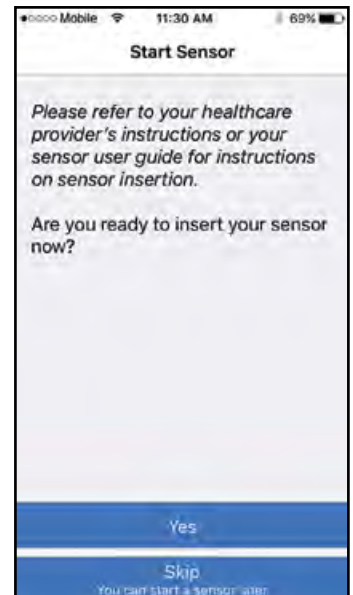 ●○○○○ Mobile 11:30 AM 69%
Start Sensor
Please refer to your healthcare
provider's instructions or your
sensor user guide for instructions
on sensor insertion.
Are you ready to insert your sensor
now?
Yes
Skip
You can start a sensor later.